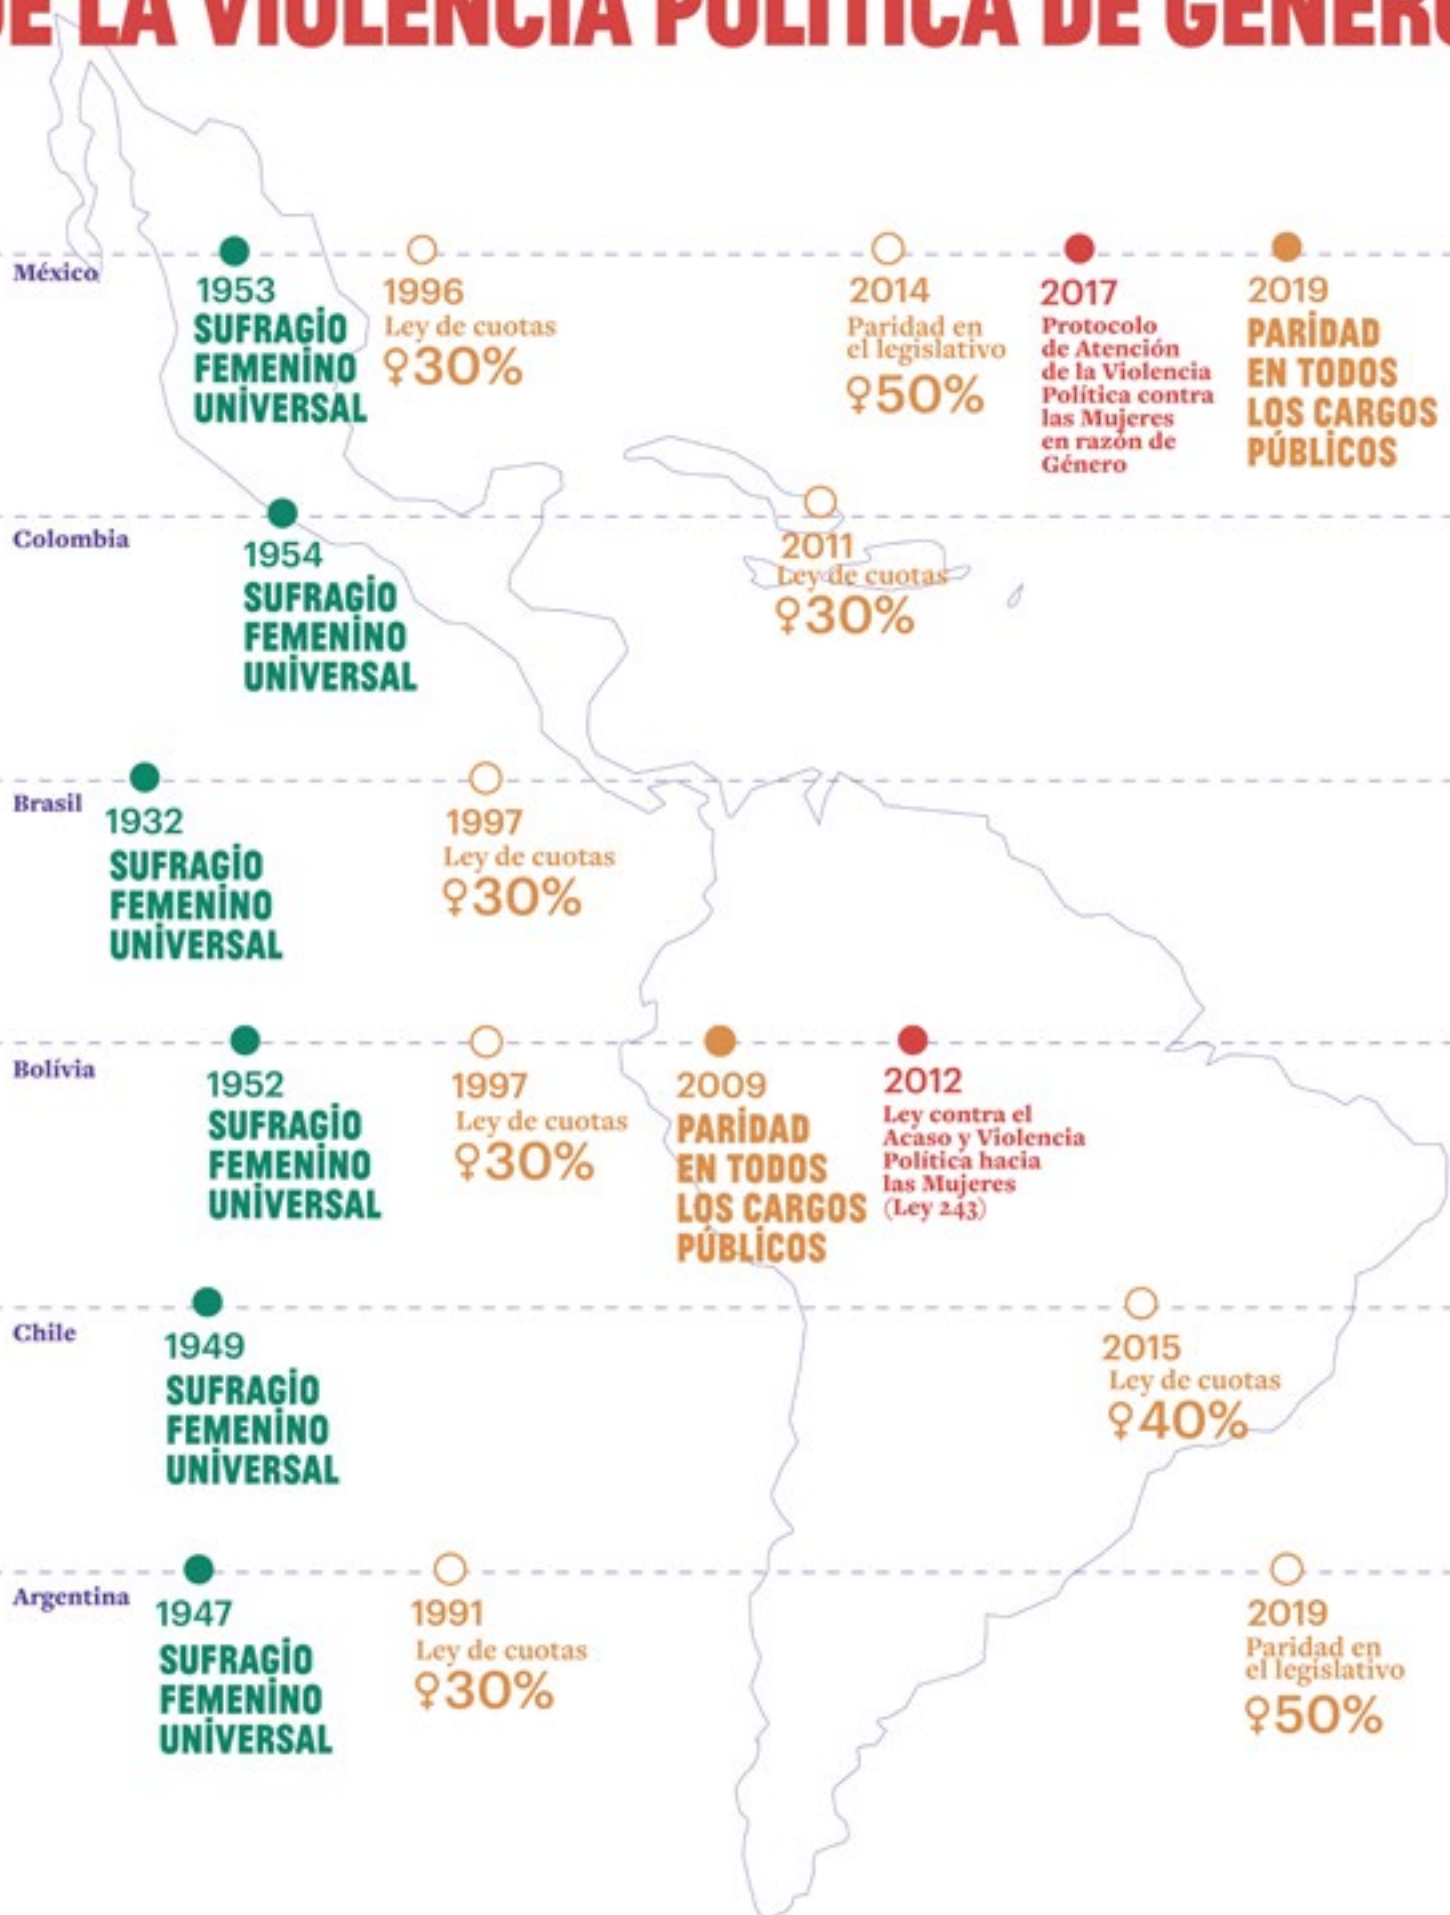 DE LA VIOLENCIA POLÍTICA DE GÉNERO
México
1953
SUFRAGIO
FEMENINO
UNIVERSAL
1996
Ley de cuotas
♀30%
2014
Paridad en
el legislativo
♀50%
2017
Protocolo
de Atención
de la Violencia
Política contra
las Mujeres
en razón de
Género
2019
PARIDAD
EN TODOS
LOS CARGOS
PÚBLICOS
Colombia
1954
SUFRAGIO
FEMENINO
UNIVERSAL
2011
Ley de cuotas
♀30%
Brasil
1932
SUFRAGIO
FEMENINO
UNIVERSAL
1997
Ley de cuotas
♀30%
Bolívia
1952
SUFRAGIO
FEMENINO
UNIVERSAL
1997
Ley de cuotas
♀30%
2009
PARIDAD
EN TODOS
LOS CARGOS
PÚBLICOS
2012
Ley contra el
Acaso y Violencia
Política hacia
las Mujeres
(Ley 243)
Chile
1949
SUFRAGIO
FEMENINO
UNIVERSAL
2015
Ley de cuotas
♀40%
Argentina
1947
SUFRAGIO
FEMENINO
UNIVERSAL
1991
Ley de cuotas
♀30%
2019
Paridad en
el legislativo
♀50%